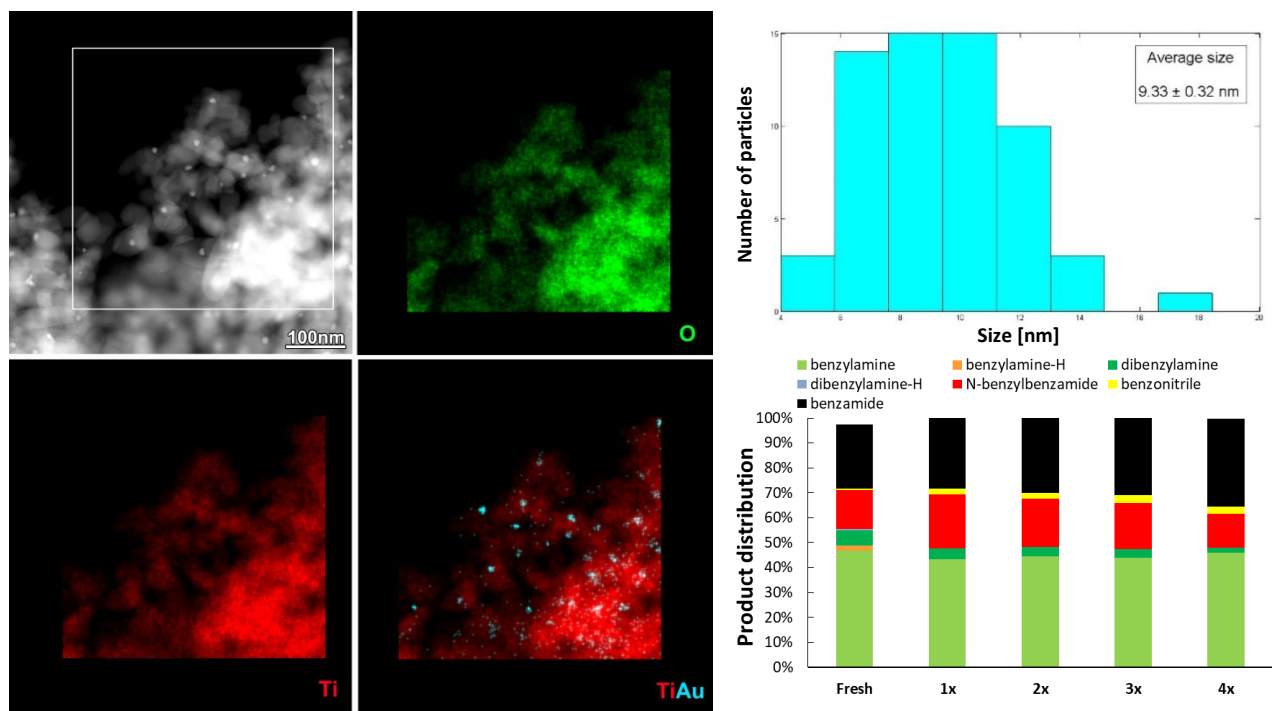 100nm
O
Ti
TiAu
15
10
5
0
Number of particles
Average size
9.33 ± 0.32 nm
4 6 8 10 12 14 16 18 20
Size [nm]
benzylamine benzylamine-H dibenzylamine
dibenzylamine-H N-benzylbenzamide benzonitrile
benzamide
100%
90%
80%
70%
60%
50%
40%
30%
20%
10%
0%
Product distribution
Fresh 1x 2x 3x 4x